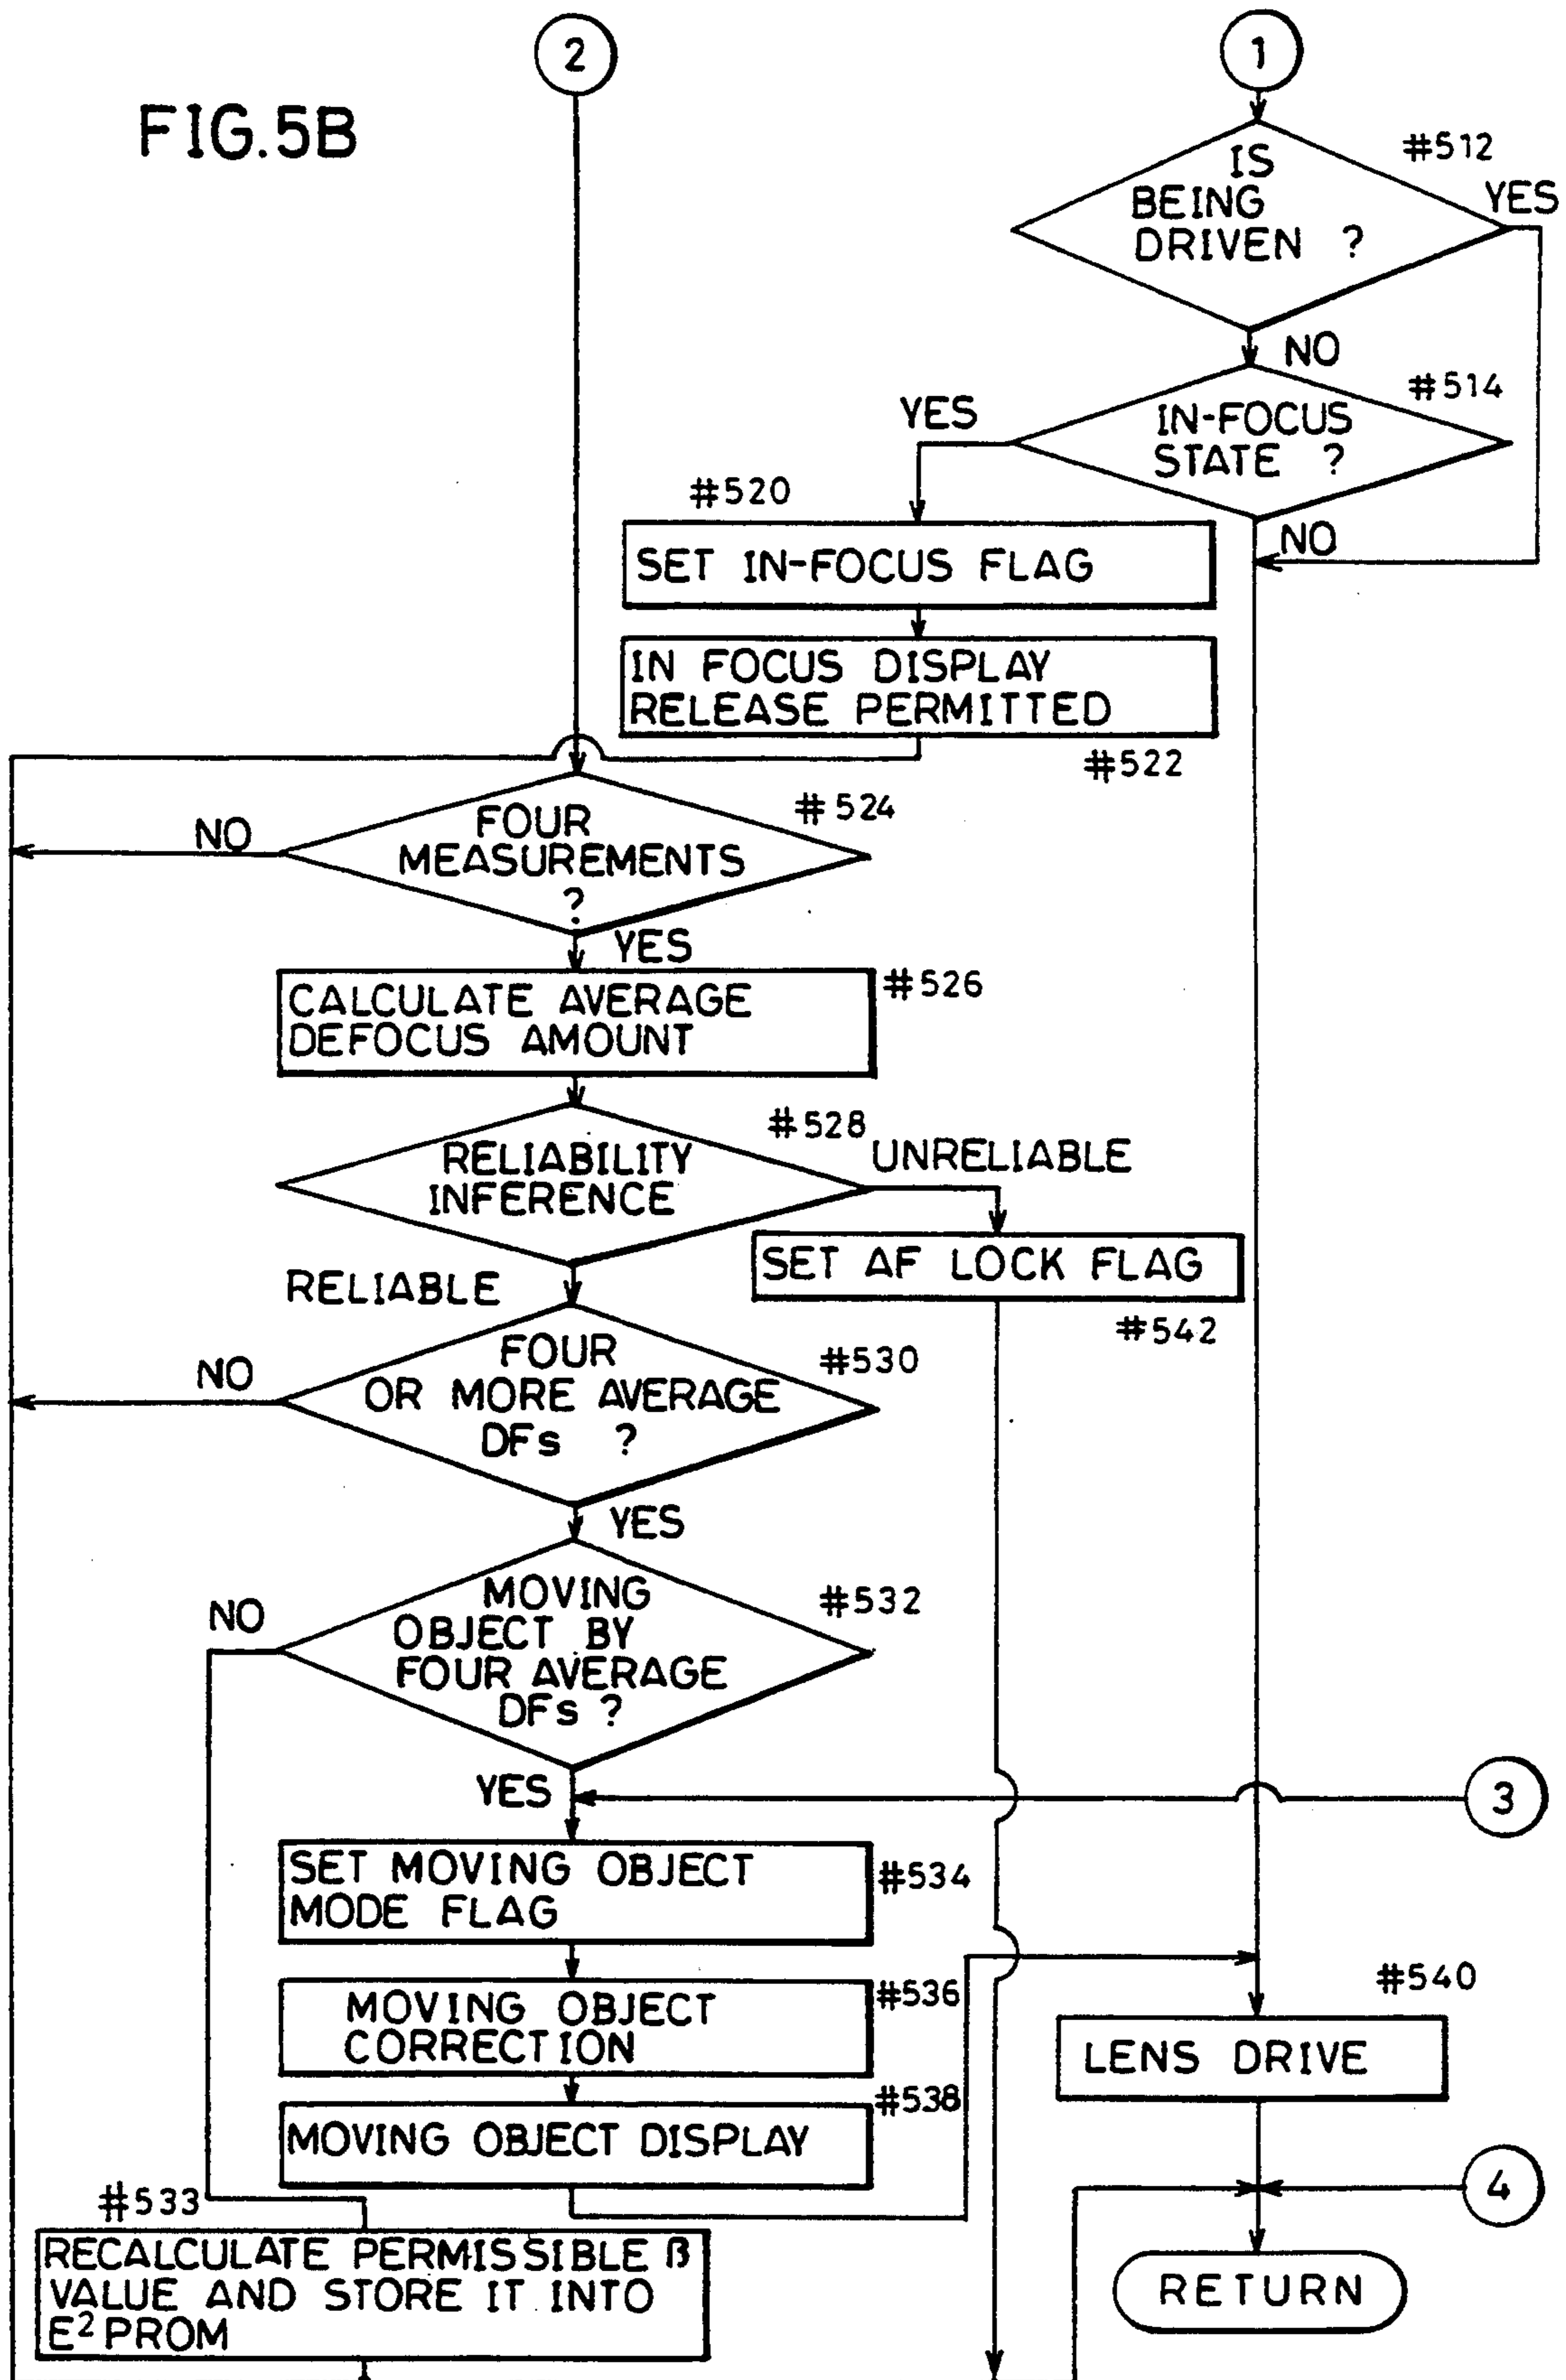 FIG.5B
2
1
#512
IS
BEING
DRIVEN ?
YES
NO
#514
IN-FOCUS
STATE ?
YES
NO
#520
SET IN-FOCUS FLAG
IN FOCUS DISPLAY
RELEASE PERMITTED
#522
#524
FOUR
MEASUREMENTS
?
NO
YES
CALCULATE AVERAGE
DEFOCUS AMOUNT
#526
#528
RELIABILITY
INFERENCE
UNRELIABLE
SET AF LOCK FLAG
#542
RELIABLE
FOUR
OR MORE AVERAGE
DFs ?
#530
NO
YES
MOVING
OBJECT BY
FOUR AVERAGE
DFs ?
#532
NO
YES
3
SET MOVING OBJECT
MODE FLAG
#534
MOVING OBJECT
CORRECTION
#536
#540
LENS DRIVE
#538
MOVING OBJECT DISPLAY
4
#533
RECALCULATE PERMISSIBLE β
VALUE AND STORE IT INTO
E²PROM
RETURN